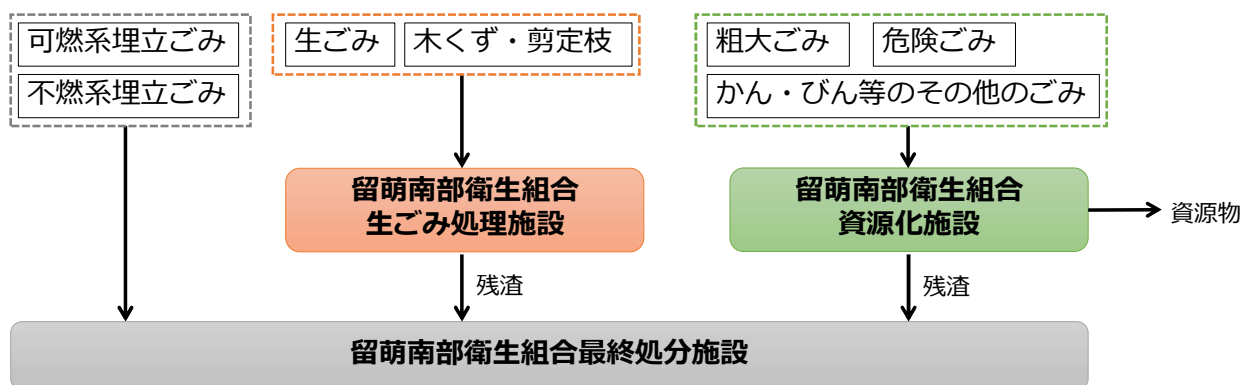 可燃系埋立ごみ
不燃系埋立ごみ
生ごみ
木くず・剪定枝
粗大ごみ
危険ごみ
かん・びん等のその他のごみ
留萌南部衛生組合
生ごみ処理施設
留萌南部衛生組合
資源化施設
資源物
残渣
残渣
留萌南部衛生組合最終処分施設